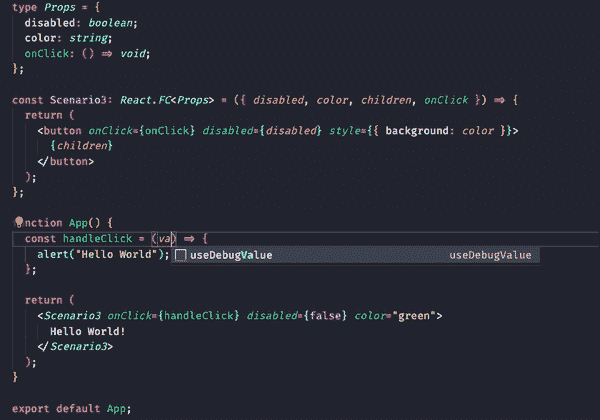 type Props = {
  disabled: boolean;
  color: string;
  onClick: () => void;
};
const Scenario3: React.FC<Props> = ({ disabled, color, children, onClick }) => {
  return (
    <button onClick={onClick} disabled={disabled} style={{ background: color }}>
      {children}
    </button>
  );
};
nction App() {
  const handleClick = (va) => {
    alert("Hello World");
useDebugValue useDebugValue
  };
  return (
    <Scenario3 onClick={handleClick} disabled={false} color="green">
      Hello World!
    </Scenario3>
  );
}
export default App;